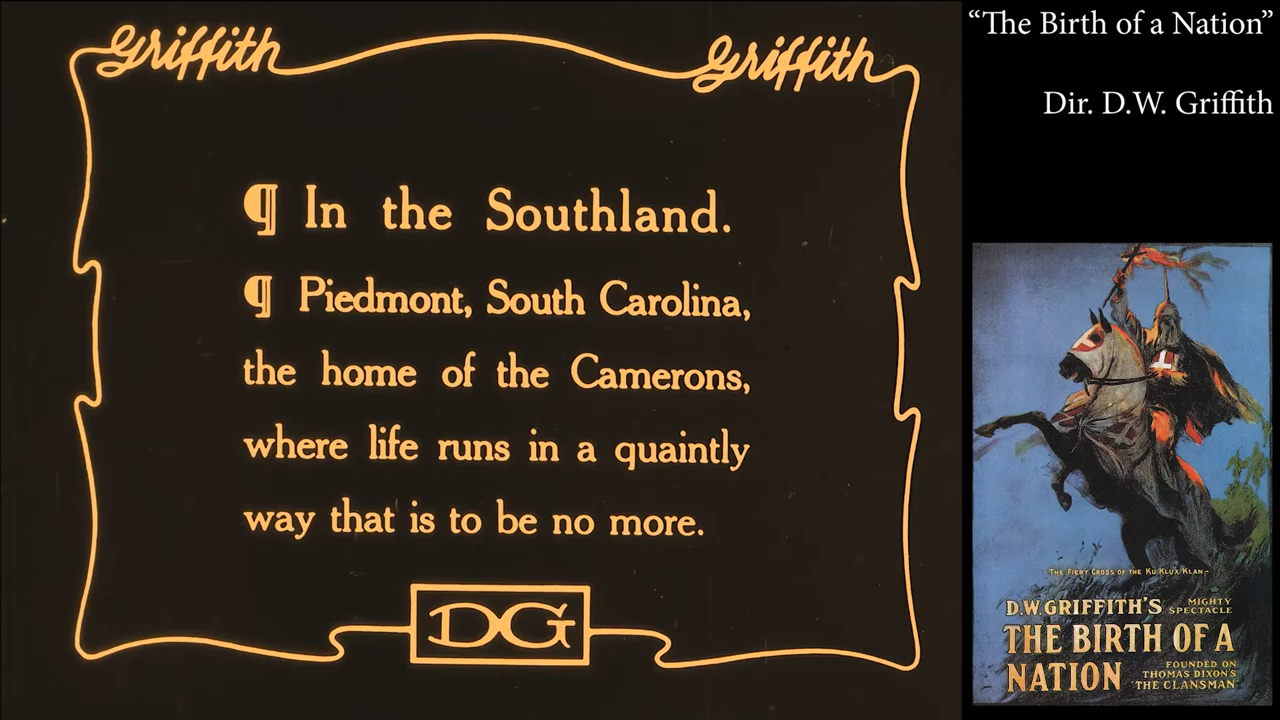 Griffith
Griffith
¶ In the Southland.
¶ Piedmont, South Carolina,
the home of the Camerons,
where life runs in a quaintly
way that is to be no more.
DG
“The Birth of a Nation”
Dir. D.W. Griffith
-THE FIERY CROSS OF THE KU KLUX KLAN-
D.W. GRIFFITH'S MIGHTY SPECTACLE
THE BIRTH OF A
NATION
FOUNDED ON
THOMAS DIXON'S
"THE CLANSMAN"